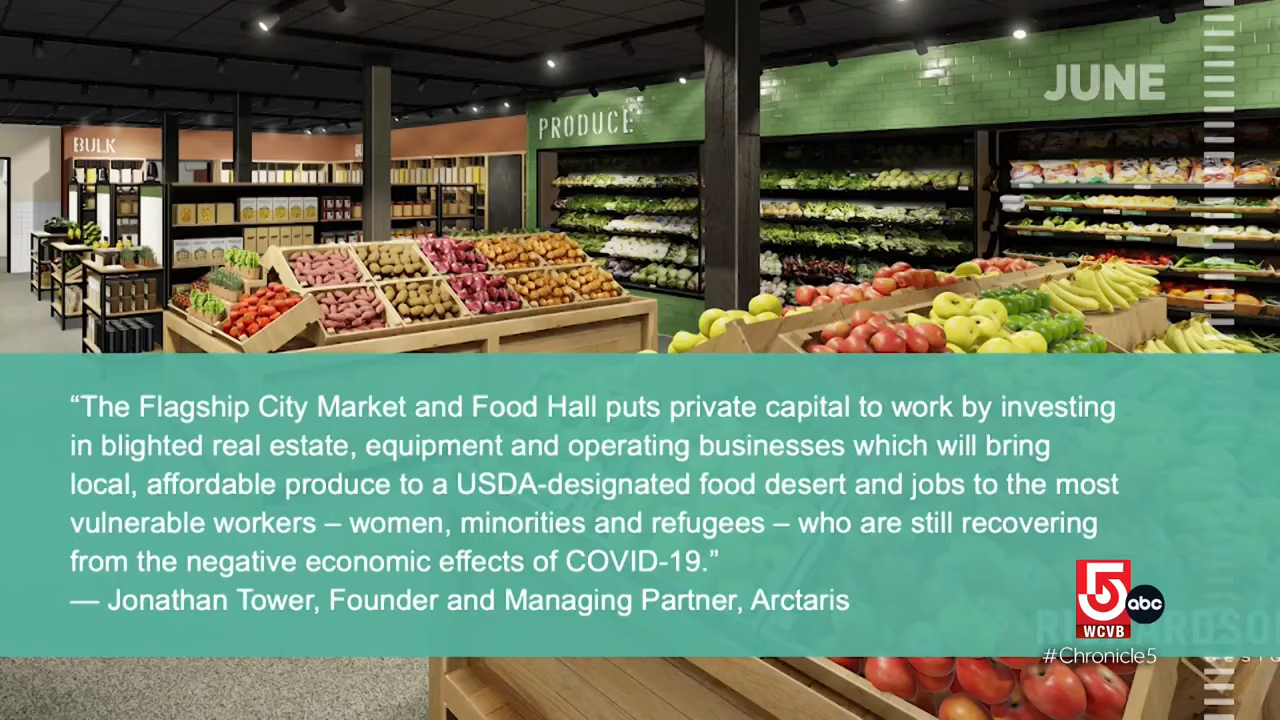 JUNE
PRODUCE
BULK
“The Flagship City Market and Food Hall puts private capital to work by investing
in blighted real estate, equipment and operating businesses which will bring
local, affordable produce to a USDA-designated food desert and jobs to the most
vulnerable workers – women, minorities and refugees – who are still recovering
from the negative economic effects of COVID-19.”
— Jonathan Tower, Founder and Managing Partner, Arctaris
5
abc
WCVB
#Chronicle5